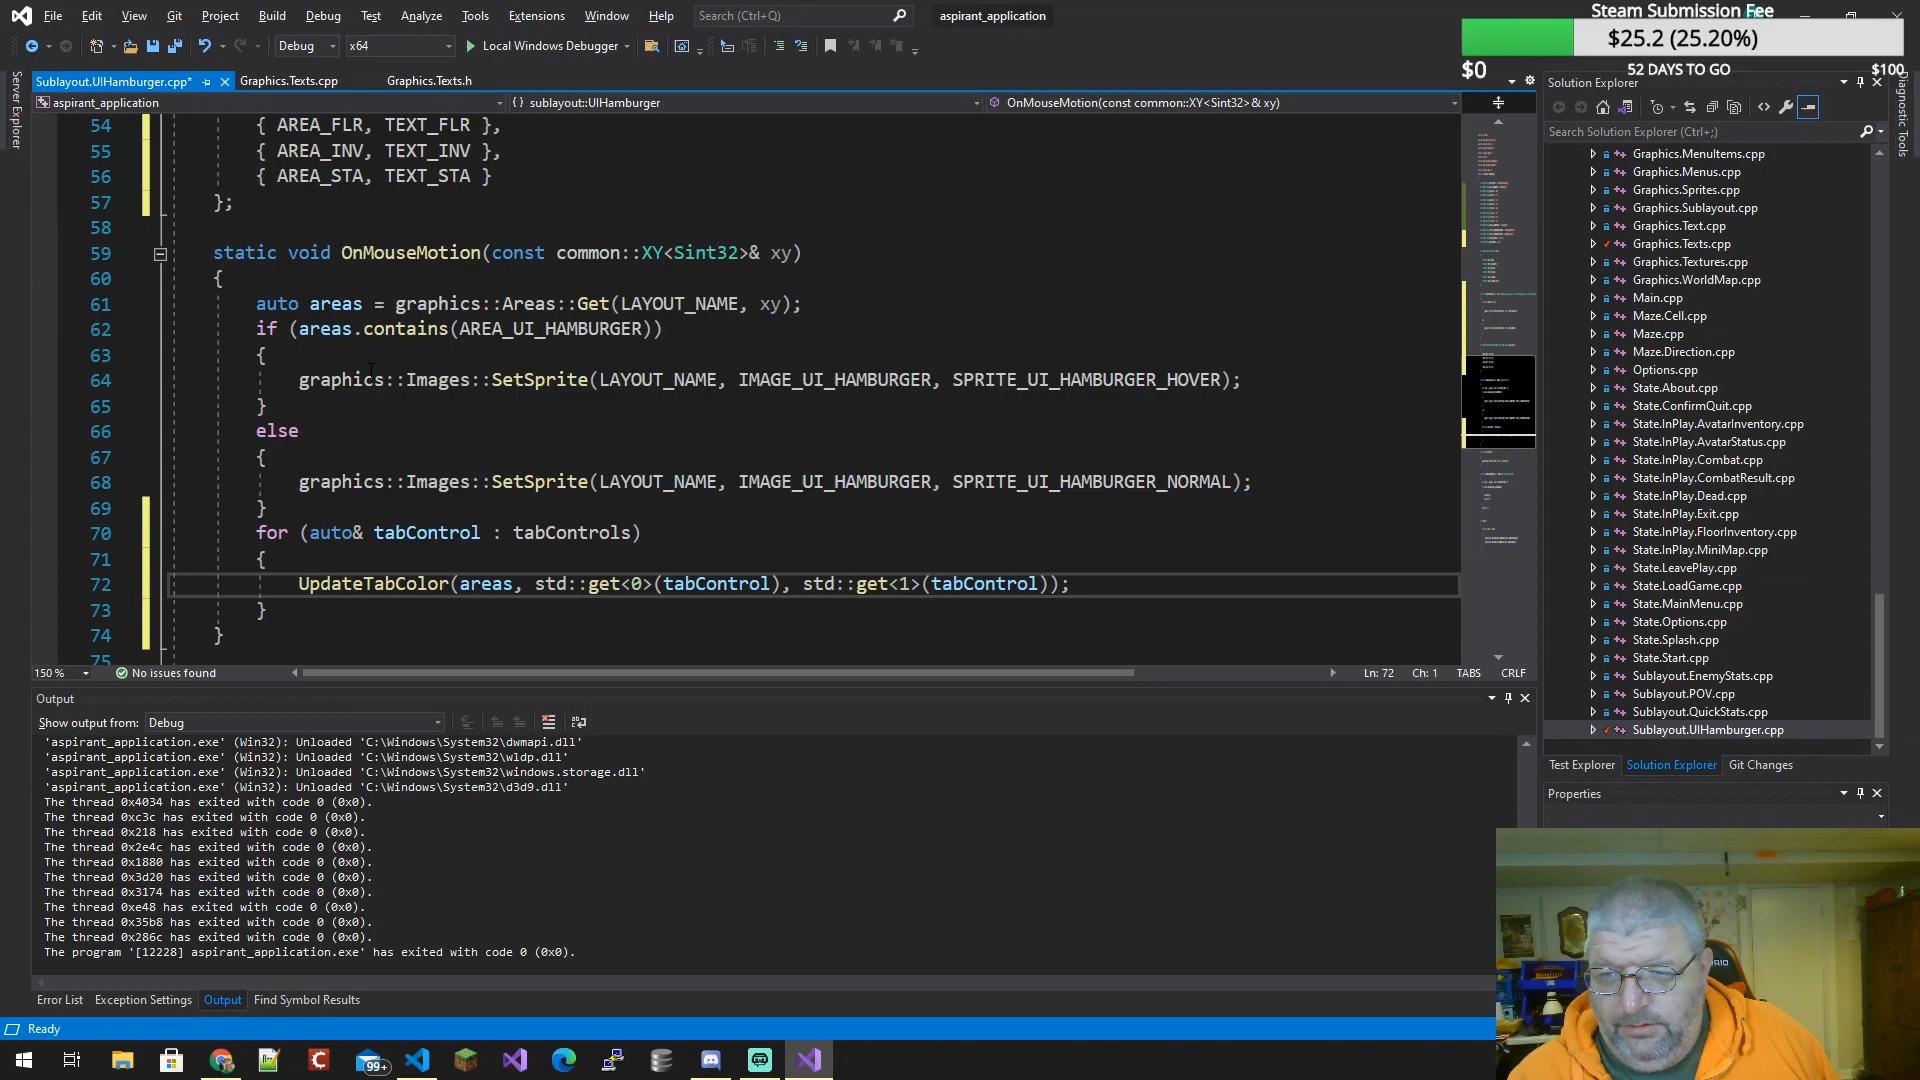 File Edit View Git Project Build Debug Test Analyze Tools Extensions Window Help Search (Ctrl+Q) aspirant_application
Steam Submission Fee
$25.2 (25.20%)
$0 52 DAYS TO GO $100
Debug x64 Local Windows Debugger
Server Explorer
Sublayout.UIHamburger.cpp* Graphics.Texts.cpp Graphics.Texts.h
aspirant_application {} sublayout::UIHamburger OnMouseMotion(const common::XY<Sint32>& xy)
54 { AREA_FLR, TEXT_FLR },
55 { AREA_INV, TEXT_INV },
56 { AREA_STA, TEXT_STA }
57 };
58
59 static void OnMouseMotion(const common::XY<Sint32>& xy)
60 {
61 auto areas = graphics::Areas::Get(LAYOUT_NAME, xy);
62 if (areas.contains(AREA_UI_HAMBURGER))
63 {
64 graphics::Images::SetSprite(LAYOUT_NAME, IMAGE_UI_HAMBURGER, SPRITE_UI_HAMBURGER_HOVER);
65 }
66 else
67 {
68 graphics::Images::SetSprite(LAYOUT_NAME, IMAGE_UI_HAMBURGER, SPRITE_UI_HAMBURGER_NORMAL);
69 }
70 for (auto& tabControl : tabControls)
71 {
72 UpdateTabColor(areas, std::get<0>(tabControl), std::get<1>(tabControl));
73 }
74 }
75
150 % No issues found Ln: 72 Ch: 1 TABS CRLF
Output
Show output from: Debug
'aspirant_application.exe' (Win32): Unloaded 'C:\Windows\System32\dwmapi.dll'
'aspirant_application.exe' (Win32): Unloaded 'C:\Windows\System32\wldp.dll'
'aspirant_application.exe' (Win32): Unloaded 'C:\Windows\System32\windows.storage.dll'
'aspirant_application.exe' (Win32): Unloaded 'C:\Windows\System32\d3d9.dll'
The thread 0x4034 has exited with code 0 (0x0).
The thread 0xc3c has exited with code 0 (0x0).
The thread 0x218 has exited with code 0 (0x0).
The thread 0x2e4c has exited with code 0 (0x0).
The thread 0x1880 has exited with code 0 (0x0).
The thread 0x3d20 has exited with code 0 (0x0).
The thread 0x3174 has exited with code 0 (0x0).
The thread 0xe48 has exited with code 0 (0x0).
The thread 0x35b8 has exited with code 0 (0x0).
The thread 0x286c has exited with code 0 (0x0).
The program '[12228] aspirant_application.exe' has exited with code 0 (0x0).
Error List Exception Settings Output Find Symbol Results
Ready
99+
Solution Explorer
Search Solution Explorer (Ctrl+;)
Graphics.MenuItems.cpp
Graphics.Menus.cpp
Graphics.Sprites.cpp
Graphics.Sublayout.cpp
Graphics.Text.cpp
Graphics.Texts.cpp
Graphics.Textures.cpp
Graphics.WorldMap.cpp
Main.cpp
Maze.Cell.cpp
Maze.cpp
Maze.Direction.cpp
Options.cpp
State.About.cpp
State.ConfirmQuit.cpp
State.InPlay.AvatarInventory.cpp
State.InPlay.AvatarStatus.cpp
State.InPlay.Combat.cpp
State.InPlay.CombatResult.cpp
State.InPlay.Dead.cpp
State.InPlay.Exit.cpp
State.InPlay.FloorInventory.cpp
State.InPlay.MiniMap.cpp
State.LeavePlay.cpp
State.LoadGame.cpp
State.MainMenu.cpp
State.Options.cpp
State.Splash.cpp
State.Start.cpp
Sublayout.EnemyStats.cpp
Sublayout.POV.cpp
Sublayout.QuickStats.cpp
Sublayout.UIHamburger.cpp
Test Explorer Solution Explorer Git Changes
Properties
Diagnostic Tools